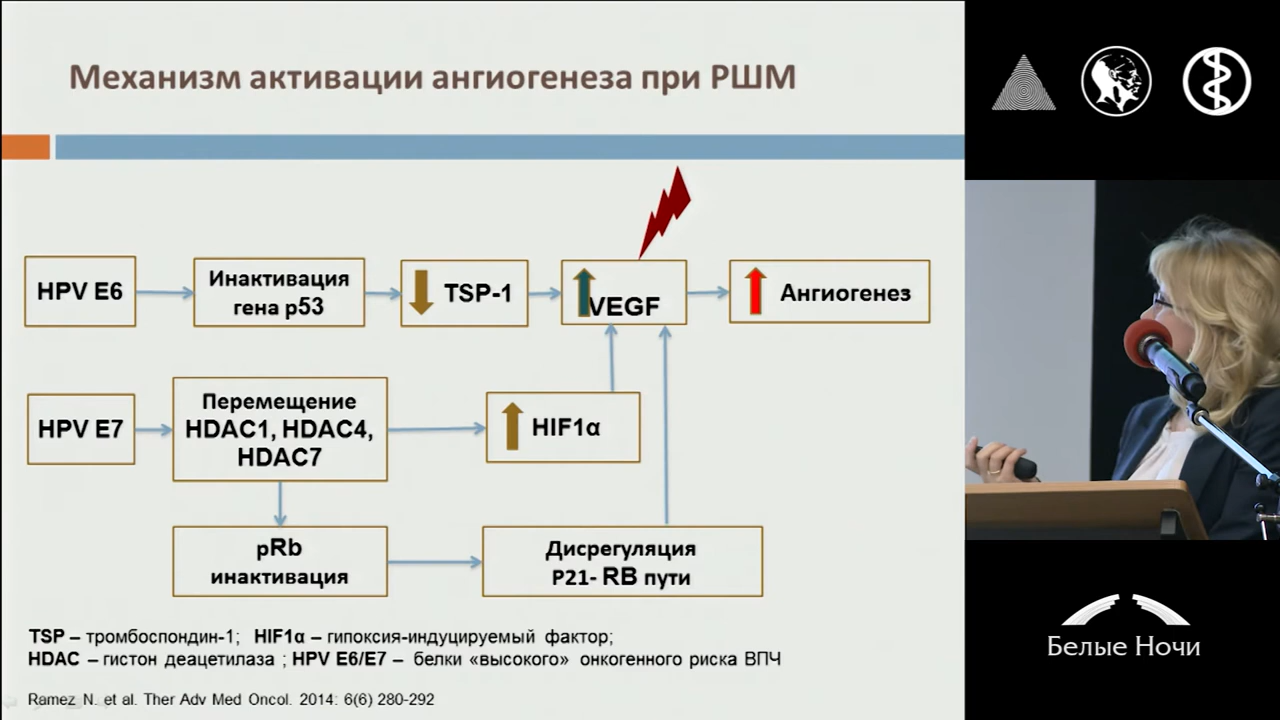 Механизм активации ангиогенеза при РШМ
HPV E6
Инактивация
гена p53
TSP-1
VEGF
Ангиогенез
HPV E7
Перемещение
HDAC1, HDAC4,
HDAC7
HIF1α
pRb
инактивация
Дисрегуляция
P21- RB пути
TSP – тромбоспондин-1; HIF1α – гипоксия-индуцируемый фактор;
HDAC – гистон деацетилаза ; HPV E6/E7 – белки «высокого» онкогенного риска ВПЧ
Ramez N. et al. Ther Adv Med Oncol. 2014: 6(6) 280-292
Белые Ночи